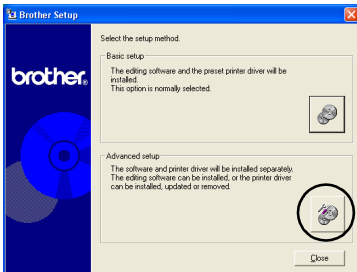 Brother Setup
Select the setup method.
brother®
Basic setup
The editing software and the preset printer driver will be
installed.
This option is normally selected.
Advanced setup
The software and printer driver will be installed separately.
The editing software can be installed, or the printer driver
can be installed, updated or removed.
Close